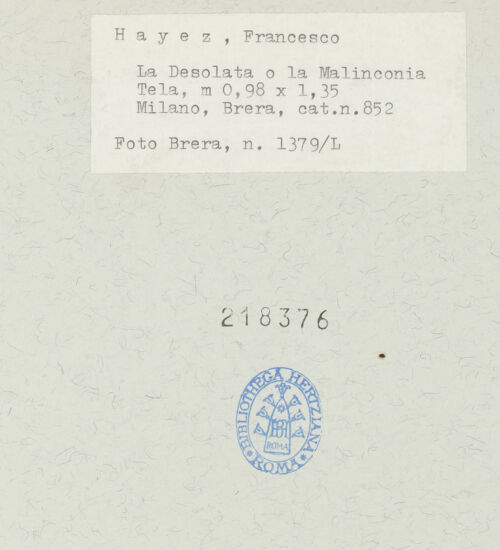 H a y e z , Francesco
La Desolata o la Malinconia
Tela, m 0,98 x 1,35
Milano, Brera, cat.n.852
Foto Brera, n. 1379/L
218376
BIBLIOTHECA HERTZIANA
ROMA
ROMA